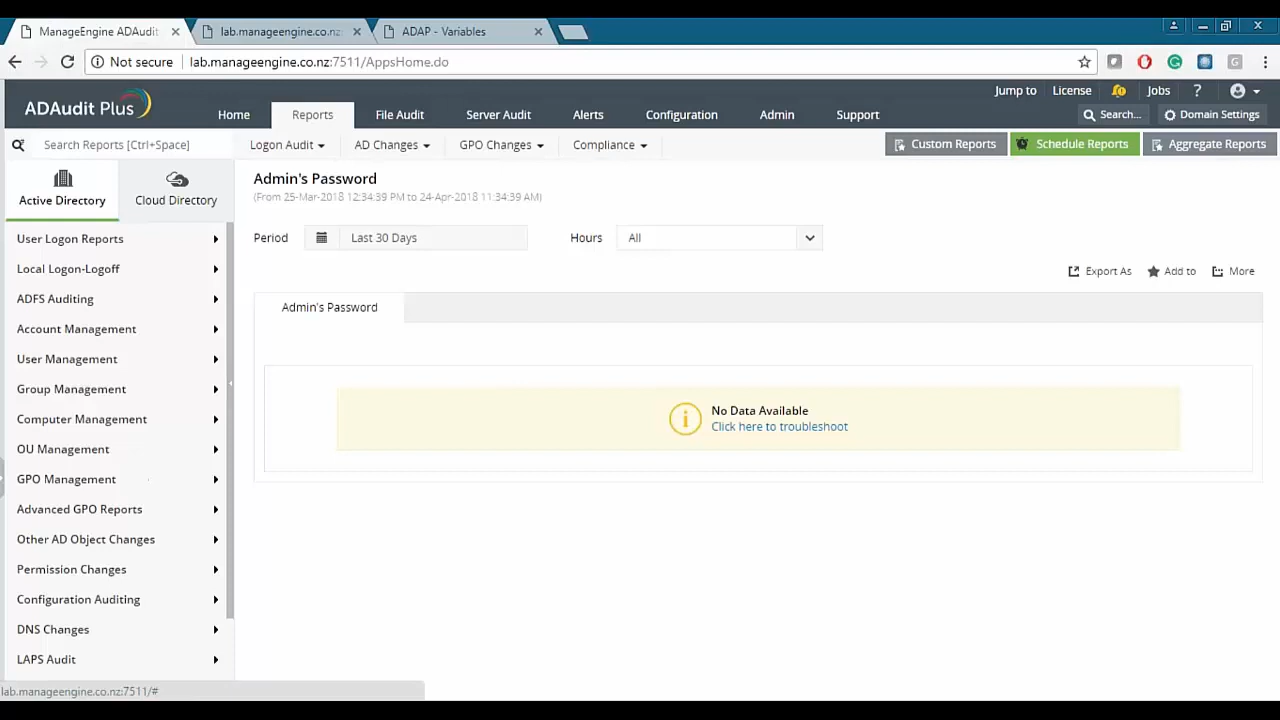 ManageEngine ADAudit
lab.manageengine.co.nz:
ADAP - Variables
Not secure
lab.manageengine.co.nz:7511/AppsHome.do
Jump to
License
Jobs
?
ADAudit Plus
Home
Reports
File Audit
Server Audit
Alerts
Configuration
Admin
Support
Search...
Domain Settings
Search Reports [Ctrl+Space]
Logon Audit
AD Changes
GPO Changes
Compliance
Custom Reports
Schedule Reports
Aggregate Reports
Active Directory
Cloud Directory
Admin's Password
(From 25-Mar-2018 12:34:39 PM to 24-Apr-2018 11:34:39 AM)
Period
Last 30 Days
Hours
All
Export As
Add to
More
Admin's Password
No Data Available
Click here to troubleshoot
User Logon Reports
Local Logon-Logoff
ADFS Auditing
Account Management
User Management
Group Management
Computer Management
OU Management
GPO Management
Advanced GPO Reports
Other AD Object Changes
Permission Changes
Configuration Auditing
DNS Changes
LAPS Audit
lab.manageengine.co.nz:7511/#